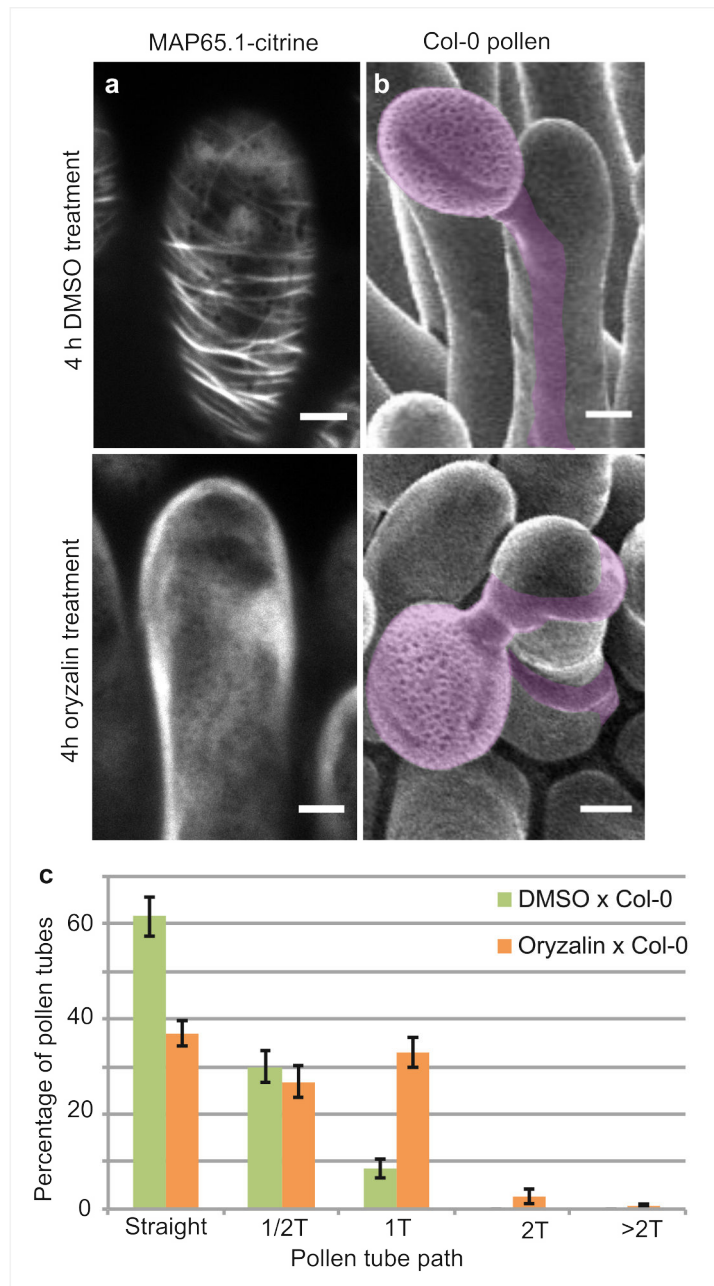 MAP65.1-citrine
Col-0 pollen
a
b
4 h DMSO treatment
4h oryzalin treatment
c
DMSO x Col-0
Oryzalin x Col-0
Percentage of pollen tubes
60
40
20
0
Straight
1/2T
1T
2T
>2T
Pollen tube path